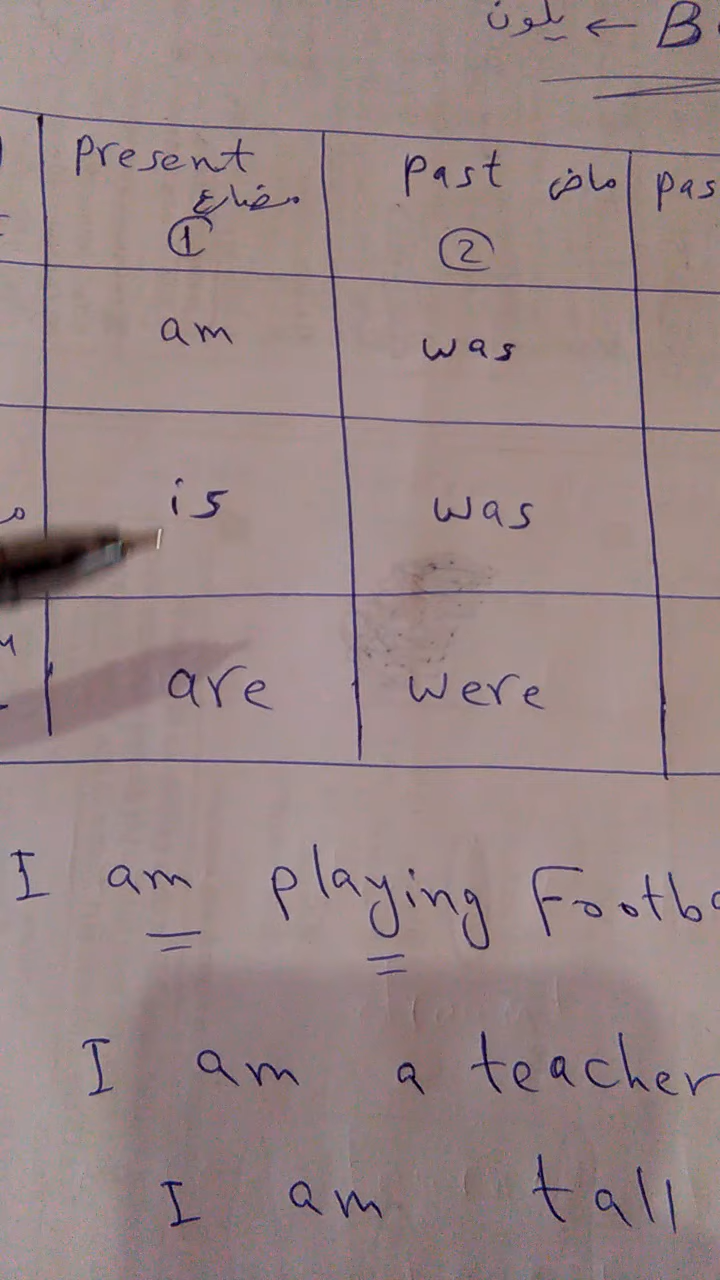 يكون ← B
Present Past ماض pas
مضارع
1 2
am was
is was
are were
I am playing Footb
I am a teacher
I am tall